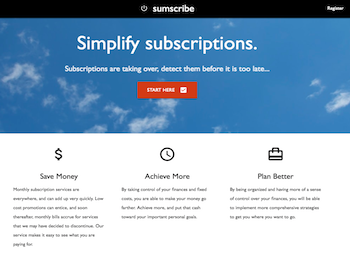 sumscribe
Register
Simplify subscriptions.
Subscriptions are taking over, detect them before it is too late...
START HERE
Save Money
Monthly subscription services are
everywhere, and can add up very quickly. Low
cost promotions can entice, and soon
thereafter, monthly bills accrue for services
that we may have decided to discontinue. Our
service makes it easy to see what you are
paying for.
Achieve More
By taking control of your finances and fixed
costs, you are able to make your money go
farther. Achieve more, and put that cash
toward your important personal goals.
Plan Better
By being organized and having more of a sense
of control over your finances, you will be able
to implement more comprehensive strategies
to get you where you want to go.